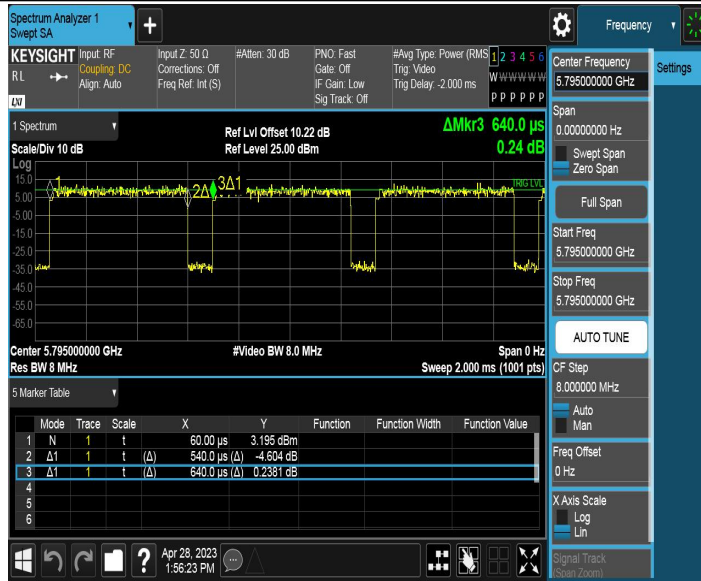 Spectrum Analyzer 1
Swept SA
+
Frequency
KEYSIGHT
Input: RF
Coupling: DC
Align: Auto
Input Z: 50 Ω
Corrections: Off
Freq Ref: Int (S)
#Atten: 30 dB
PNO: Fast
Gate: Off
IF Gain: Low
Sig Track: Off
#Avg Type: Power (RMS
Trig: Video
Trig Delay: -2.000 ms
1 2 3 4 5 6
W W W W W W
P P P P P P
RL
LXI
Center Frequency
5.795000000 GHz
Settings
Span
0.00000000 Hz
Swept Span
Zero Span
Full Span
Start Freq
5.795000000 GHz
Stop Freq
5.795000000 GHz
AUTO TUNE
CF Step
8.000000 MHz
Auto
Man
Freq Offset
0 Hz
X Axis Scale
Log
Lin
Signal Track
(Span Zoom)
1 Spectrum
Scale/Div 10 dB
Ref Lvl Offset 10.22 dB
Ref Level 25.00 dBm
ΔMkr3 640.0 µs
0.24 dB
Log
15.0
5.00
-5.00
-15.0
-25.0
-35.0
-45.0
-55.0
-65.0
1
2Δ
3Δ1
TRIG LVL
Center 5.795000000 GHz
Res BW 8 MHz
#Video BW 8.0 MHz
Span 0 Hz
Sweep 2.000 ms (1001 pts)
5 Marker Table
Mode Trace Scale X Y Function Function Width Function Value
1 N 1 t 60.00 µs 3.195 dBm
2 Δ1 1 t (Δ) 540.0 µs (Δ) -4.604 dB
3 Δ1 1 t (Δ) 640.0 µs (Δ) 0.2381 dB
4
5
6
?
Apr 28, 2023
1:56:23 PM